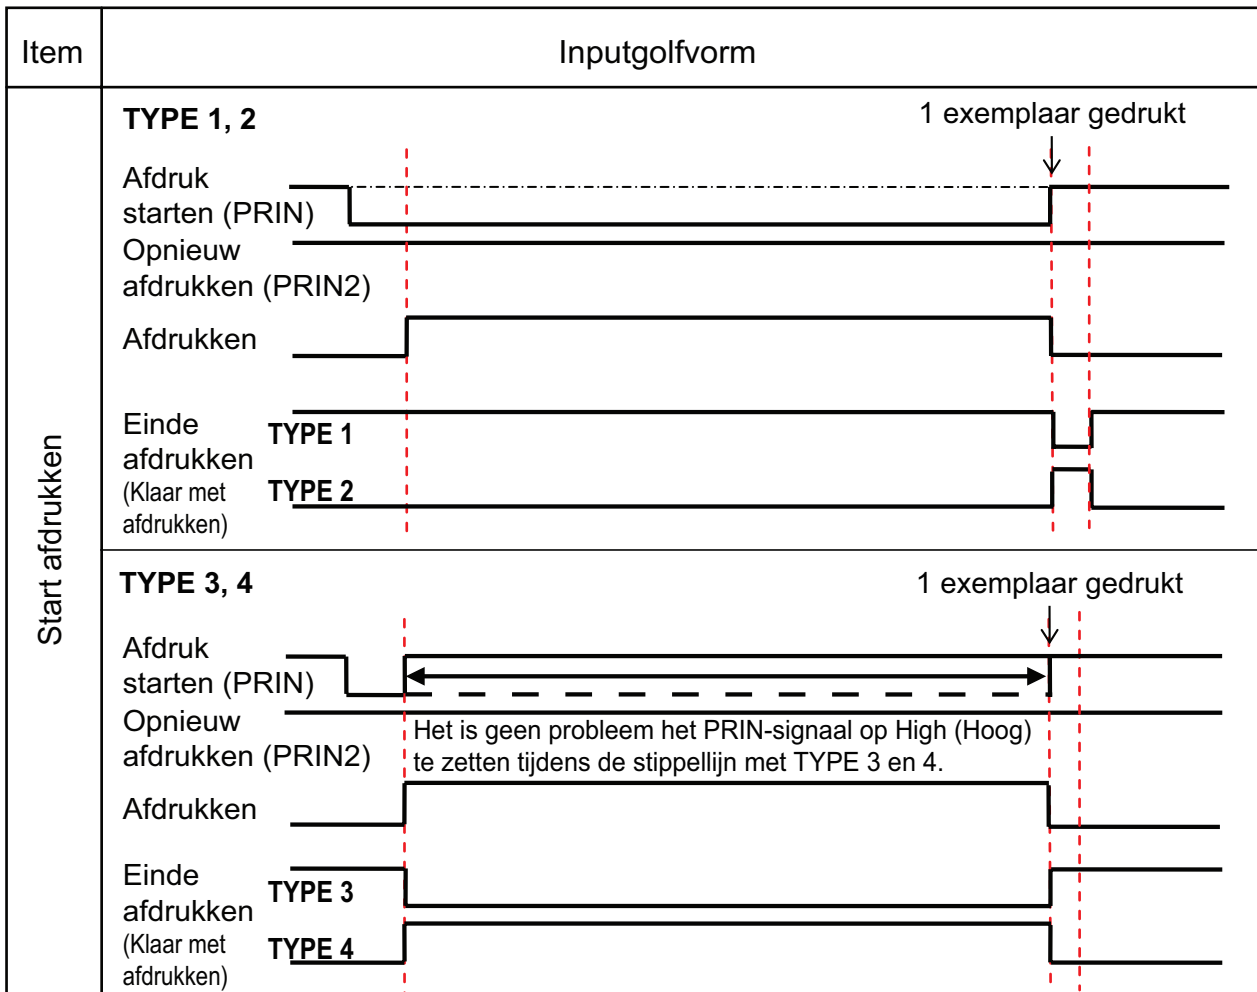 Item
Inputgolfvorm
Start afdrukken
TYPE 1, 2
1 exemplaar gedrukt
Afdruk
starten (PRIN)
Opnieuw
afdrukken (PRIN2)
Afdrukken
Einde
afdrukken
(Klaar met
afdrukken)
TYPE 1
TYPE 2
TYPE 3, 4
1 exemplaar gedrukt
Afdruk
starten (PRIN)
Opnieuw
afdrukken (PRIN2)
Het is geen probleem het PRIN-signaal op High (Hoog)
te zetten tijdens de stippellijn met TYPE 3 en 4.
Afdrukken
Einde
afdrukken
(Klaar met
afdrukken)
TYPE 3
TYPE 4